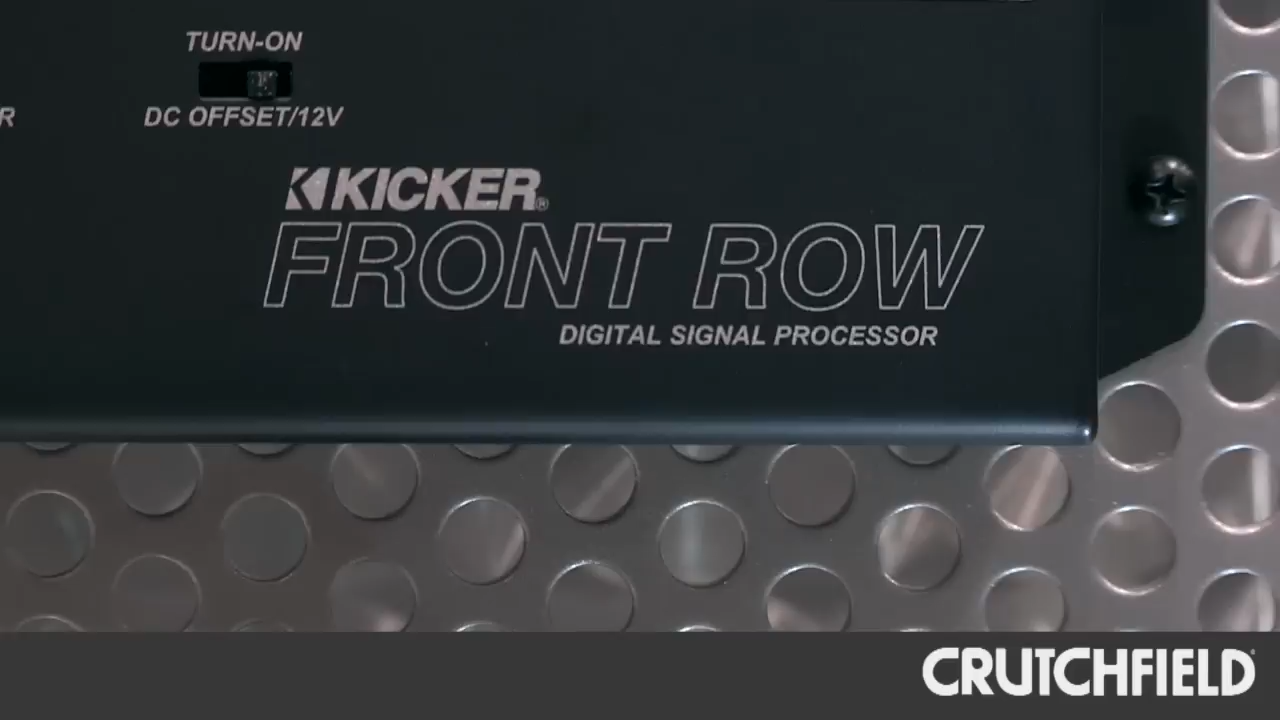 TURN-ON
R
DC OFFSET/12V
KICKER®
FRONT ROW
DIGITAL SIGNAL PROCESSOR
CRUTCHFIELD